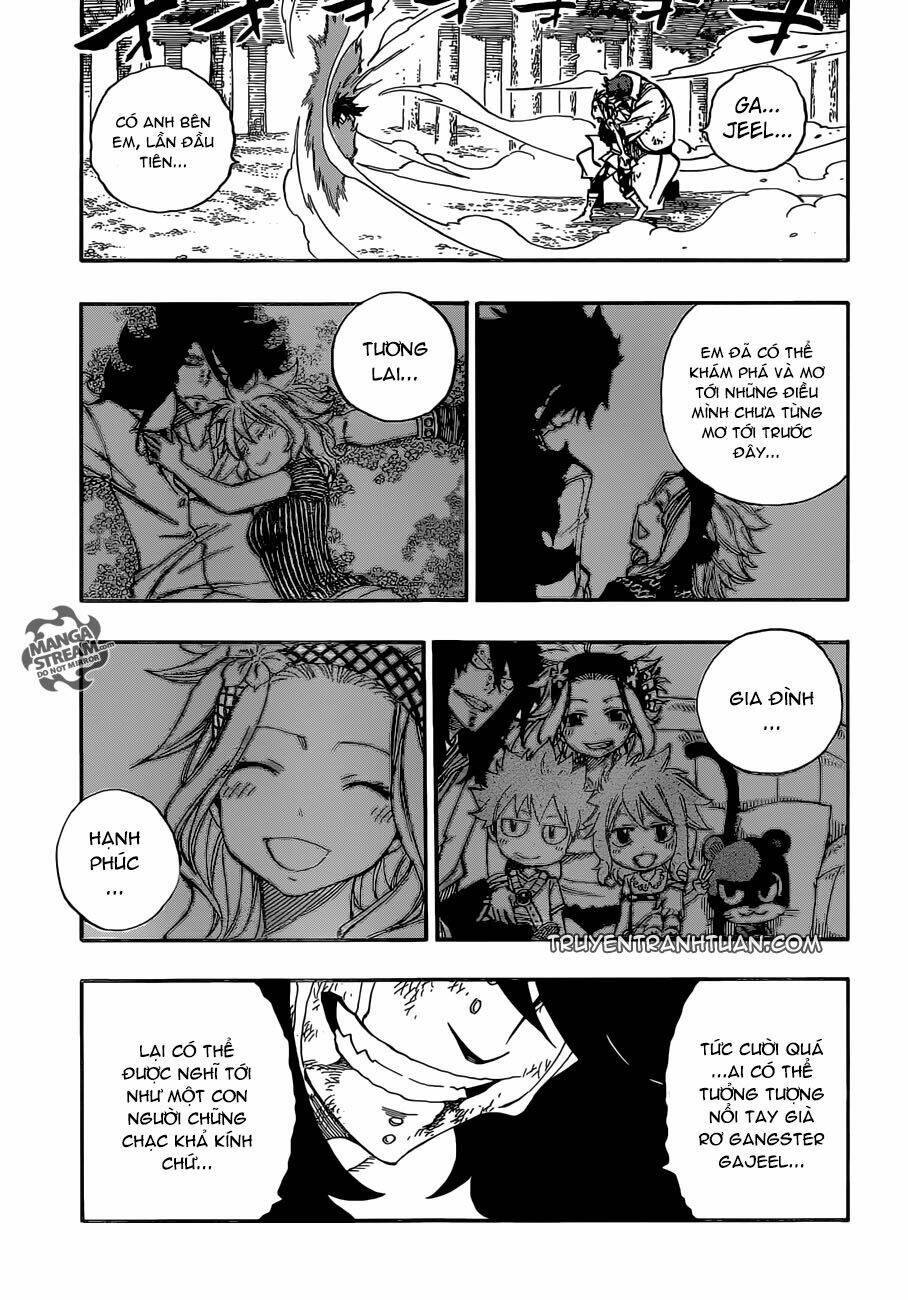 GA...
JEEL...
CÓ ANH BÊN
EM, LẦN ĐẦU
TIÊN...
EM ĐÃ CÓ THỂ
KHÁM PHÁ VÀ MƠ
TỚI NHỮNG ĐIỀU
MÌNH CHƯA TỪNG
MƠ TỚI TRƯỚC
ĐÂY...
TƯƠNG
LAI...
GIA ĐÌNH
...
HẠNH
PHÚC
...
MANGA
STREAM.com
DO NOT MIRROR
TRUYENTRANHTUAN.COM
TỨC CƯỜI QUÁ
...AI CÓ THỂ
TƯỞNG TƯỢNG
NỔI TAY GIÀ
RƠ GANGSTER
GAJEEL...
LẠI CÓ THỂ
ĐƯỢC NGHĨ TỚI
NHƯ MỘT CON
NGƯỜI CHỮNG
CHẠC KHẢ KÍNH
CHỨ...